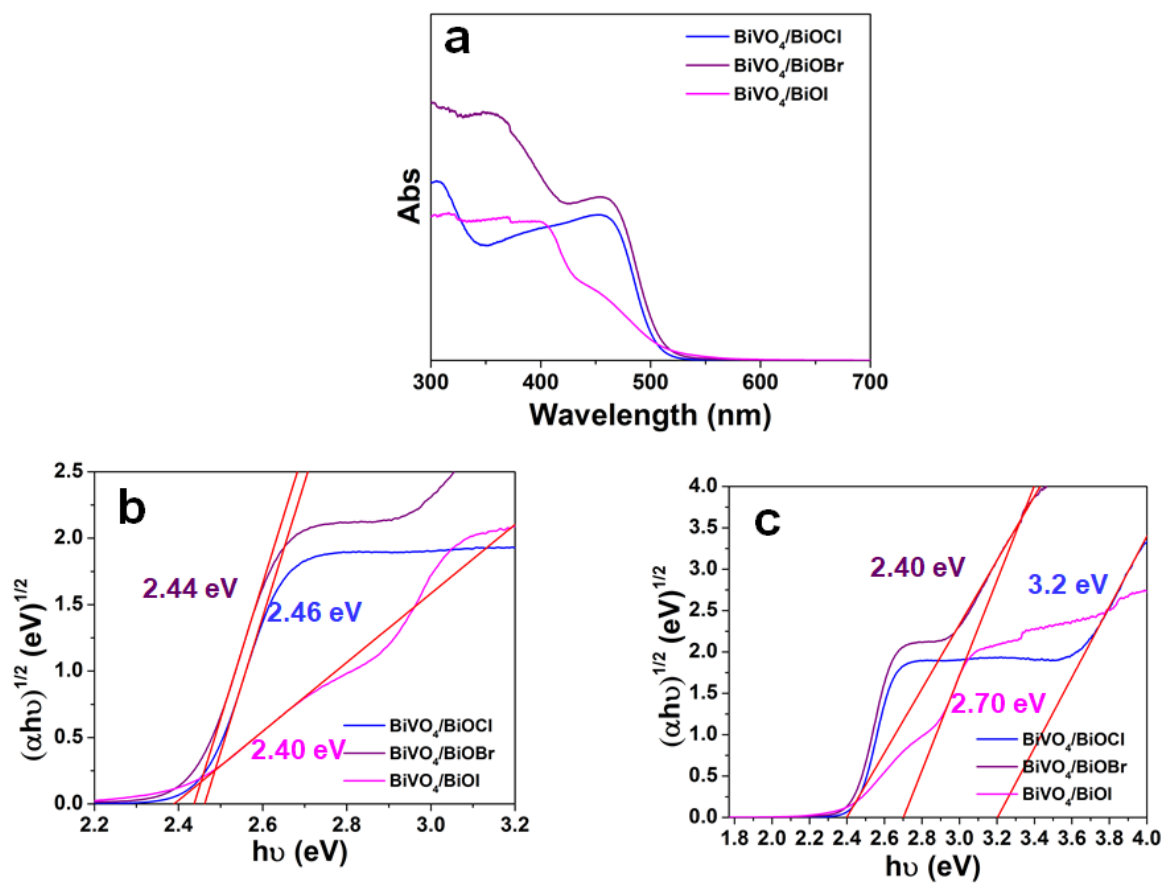 a
BiVO₄/BiOCl
BiVO₄/BiOBr
BiVO₄/BiOI
Abs
300 400 500 600 700
Wavelength (nm)
b
2.5
2.0
1.5
1.0
0.5
0.0
(αhυ)^1/2 (eV)^1/2
2.44 eV
2.46 eV
2.40 eV
BiVO₄/BiOCl
BiVO₄/BiOBr
BiVO₄/BiOI
2.2 2.4 2.6 2.8 3.0 3.2
hυ (eV)
c
4.0
3.5
3.0
2.5
2.0
1.5
1.0
0.5
0.0
(αhυ)^1/2 (eV)^1/2
2.40 eV
3.2 eV
2.70 eV
BiVO₄/BiOCl
BiVO₄/BiOBr
BiVO₄/BiOI
1.8 2.0 2.2 2.4 2.6 2.8 3.0 3.2 3.4 3.6 3.8 4.0
hυ (eV)